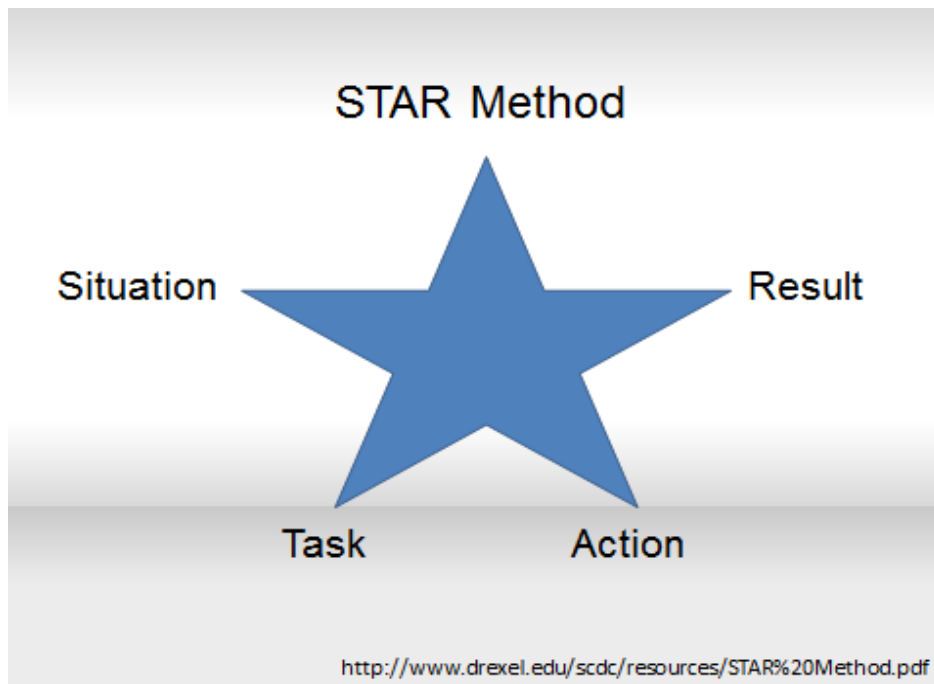 STAR Method
Situation
Result
Task
Action
http://www.drexel.edu/scdc/resources/STAR%20Method.pdf